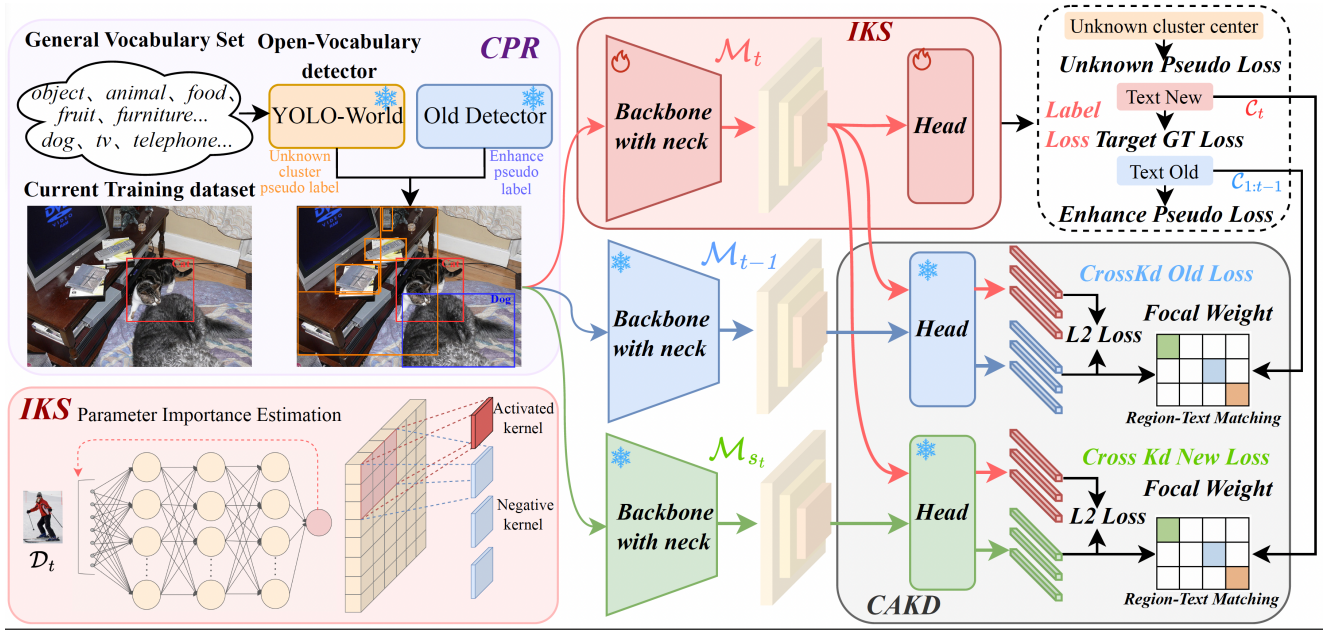 General Vocabulary Set
object、animal、food、
fruit、furniture...
dog、tv、telephone...
Open-Vocabulary
detector
CPR
YOLO-World
Old Detector
Unknown
cluster
pseudo label
Enhance
pseudo
label
Current Training dataset
Cat
Cat
Dog
IKS Parameter Importance Estimation
Activated
kernel
Negative
kernel
𝒟t
IKS
ℳt
Backbone
with neck
Head
ℳt−1
Backbone
with neck
Head
ℳst
Backbone
with neck
Head
CAKD
Unknown cluster center
Unknown Pseudo Loss
Text New
𝒞t
Label
Loss
Target GT Loss
Text Old
𝒞1:t−1
Enhance Pseudo Loss
CrossKd Old Loss
Focal Weight
L2 Loss
Region-Text Matching
Cross Kd New Loss
Focal Weight
L2 Loss
Region-Text Matching